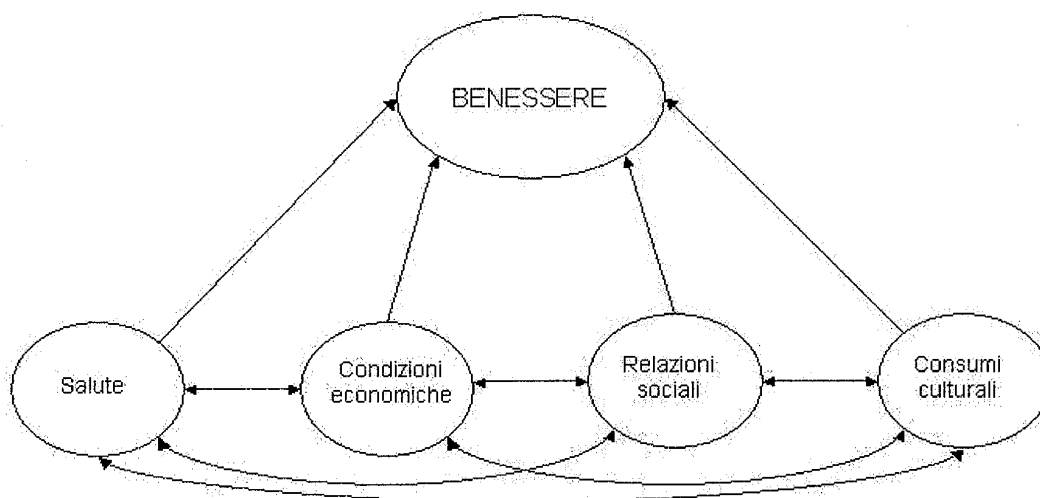 BENESSERE
Salute
Condizioni
economiche
Relazioni
sociali
Consumi
culturali